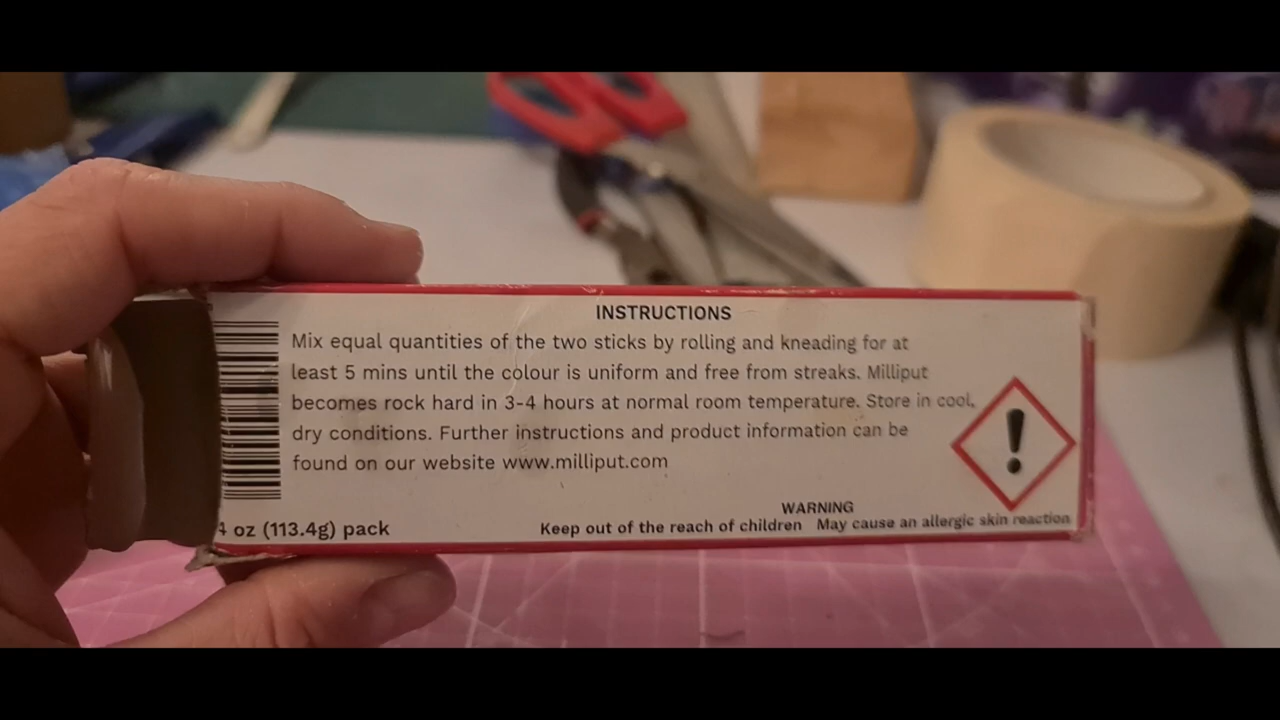 INSTRUCTIONS
Mix equal quantities of the two sticks by rolling and kneading for at
least 5 mins until the colour is uniform and free from streaks. Milliput
becomes rock hard in 3-4 hours at normal room temperature. Store in cool,
dry conditions. Further instructions and product information can be
found on our website www.milliput.com
WARNING
4 oz (113.4g) pack
Keep out of the reach of children May cause an allergic skin reaction